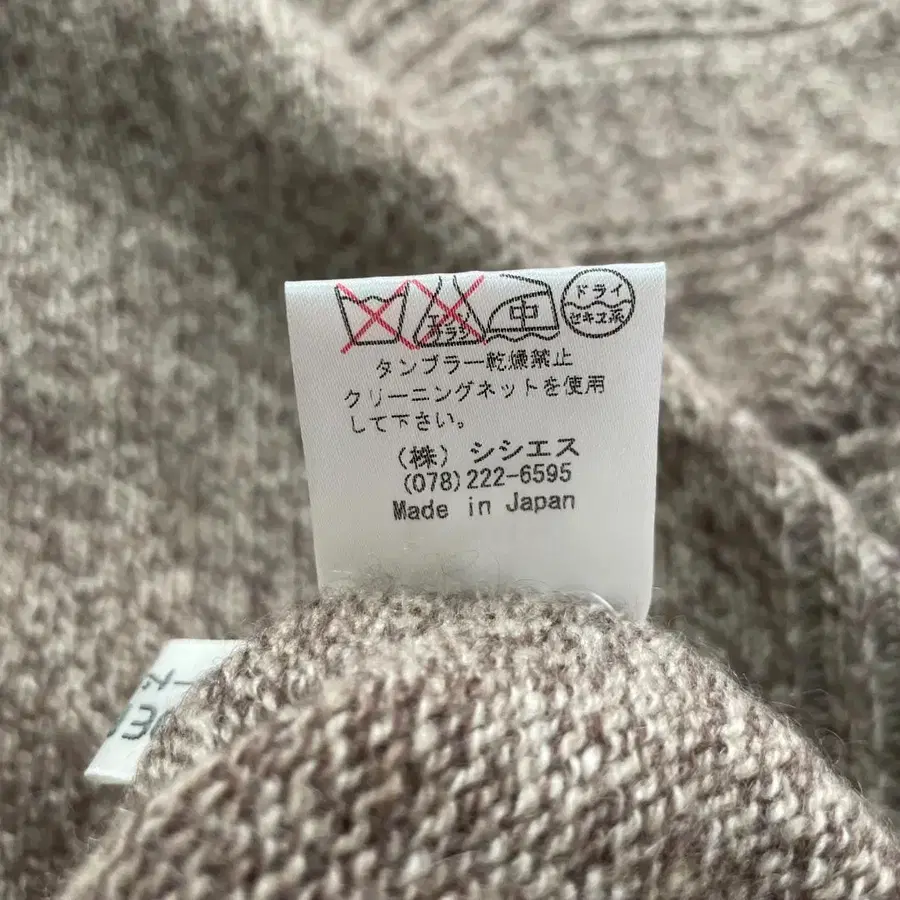 中
ドライ
セキユ系
タンブラー乾燥禁止
クリーニングネットを使用
して下さい。
(株) シシエス
(078)222-6595
Made in Japan